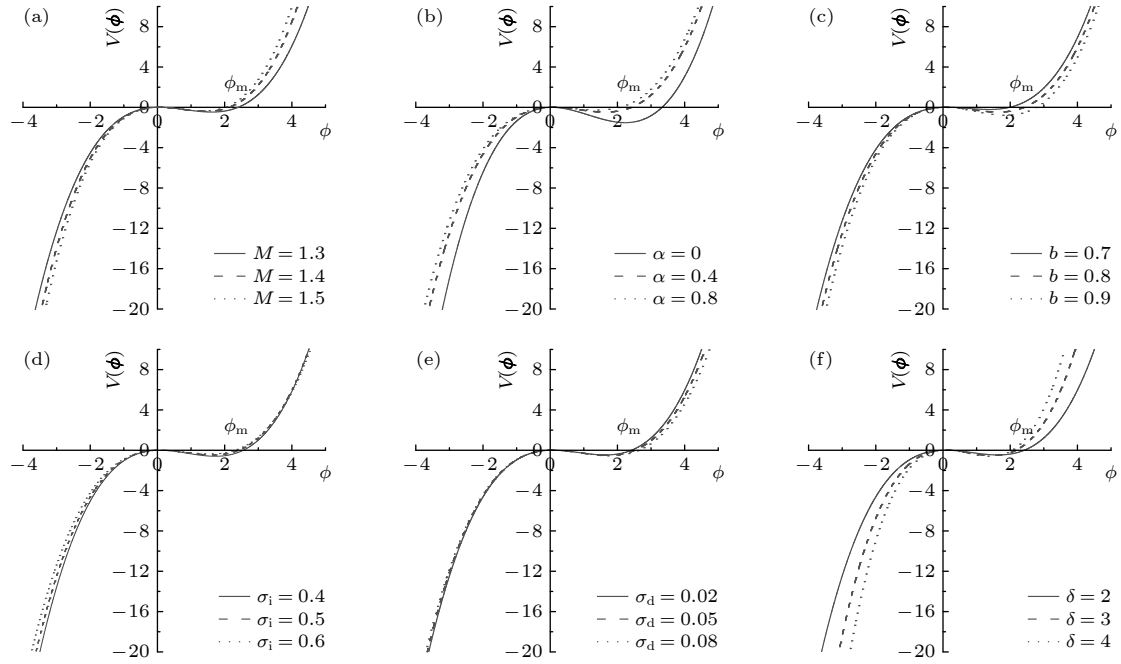 (a)
V(ϕ)
8
4
0
−4
−8
−12
−16
−20
−4 −2 0 2 4
ϕm
ϕ
M = 1.3
M = 1.4
M = 1.5
(b)
V(ϕ)
8
4
0
−4
−8
−12
−16
−20
−4 −2 0 2 4
ϕm
ϕ
α = 0
α = 0.4
α = 0.8
(c)
V(ϕ)
8
4
0
−4
−8
−12
−16
−20
−4 −2 0 2 4
ϕm
ϕ
b = 0.7
b = 0.8
b = 0.9
(d)
V(ϕ)
8
4
0
−4
−8
−12
−16
−20
−4 −2 0 2 4
ϕm
ϕ
σi = 0.4
σi = 0.5
σi = 0.6
(e)
V(ϕ)
8
4
0
−4
−8
−12
−16
−20
−4 −2 0 2 4
ϕm
ϕ
σd = 0.02
σd = 0.05
σd = 0.08
(f)
V(ϕ)
8
4
0
−4
−8
−12
−16
−20
−4 −2 0 2 4
ϕm
ϕ
δ = 2
δ = 3
δ = 4